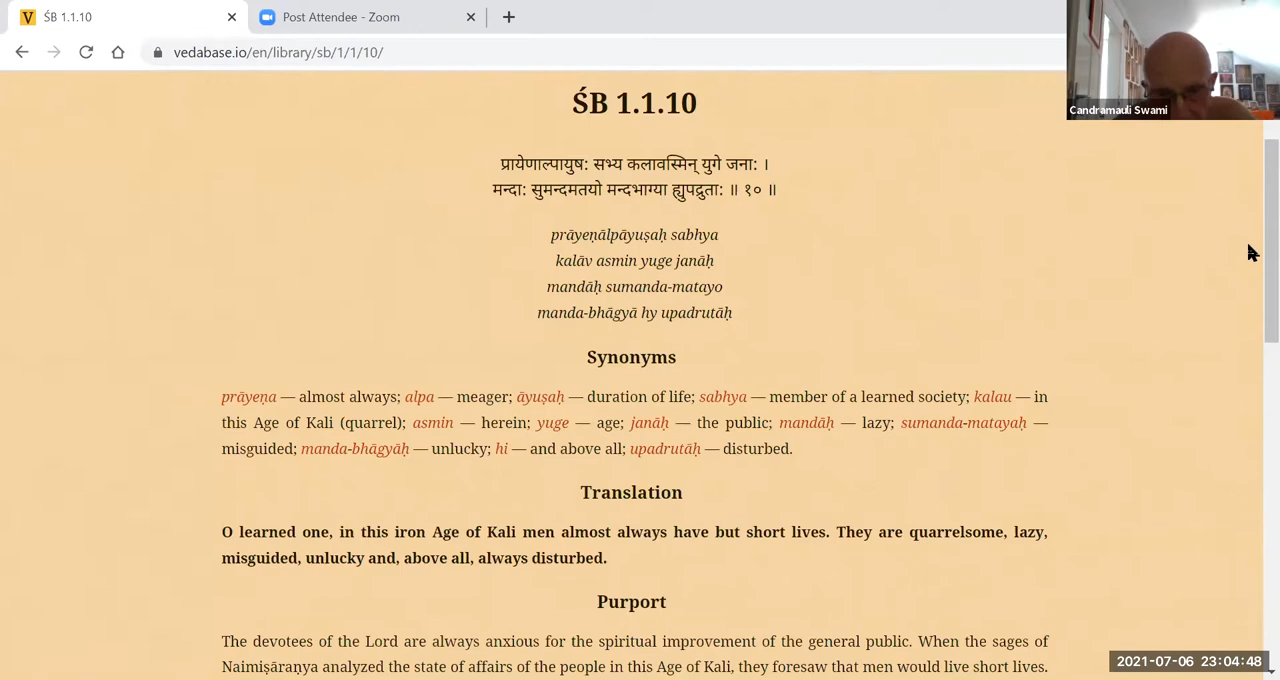 ŚB 1.1.10
Post Attendee - Zoom
vedabase.io/en/library/sb/1/1/10/
Candramauli Swami
ŚB 1.1.10
प्रायेणाल्पायुष: सभ्य कलावस्मिन् युगे जना: ।
मन्दा: सुमन्दमतयो मन्दभाग्या ह्युपद्रुता: ॥ १० ॥
prāyeṇālpāyuṣaḥ sabhya
kalāv asmin yuge janāḥ
mandāḥ sumanda-matayo
manda-bhāgyā hy upadrutāḥ
Synonyms
prāyeṇa — almost always; alpa — meager; āyuṣaḥ — duration of life; sabhya — member of a learned society; kalau — in
this Age of Kali (quarrel); asmin — herein; yuge — age; janāḥ — the public; mandāḥ — lazy; sumanda-matayaḥ —
misguided; manda-bhāgyāḥ — unlucky; hi — and above all; upadrutāḥ — disturbed.
Translation
O learned one, in this iron Age of Kali men almost always have but short lives. They are quarrelsome, lazy,
misguided, unlucky and, above all, always disturbed.
Purport
The devotees of the Lord are always anxious for the spiritual improvement of the general public. When the sages of
Naimiṣāraṇya analyzed the state of affairs of the people in this Age of Kali, they foresaw that men would live short lives.
2021-07-06 23:04:48